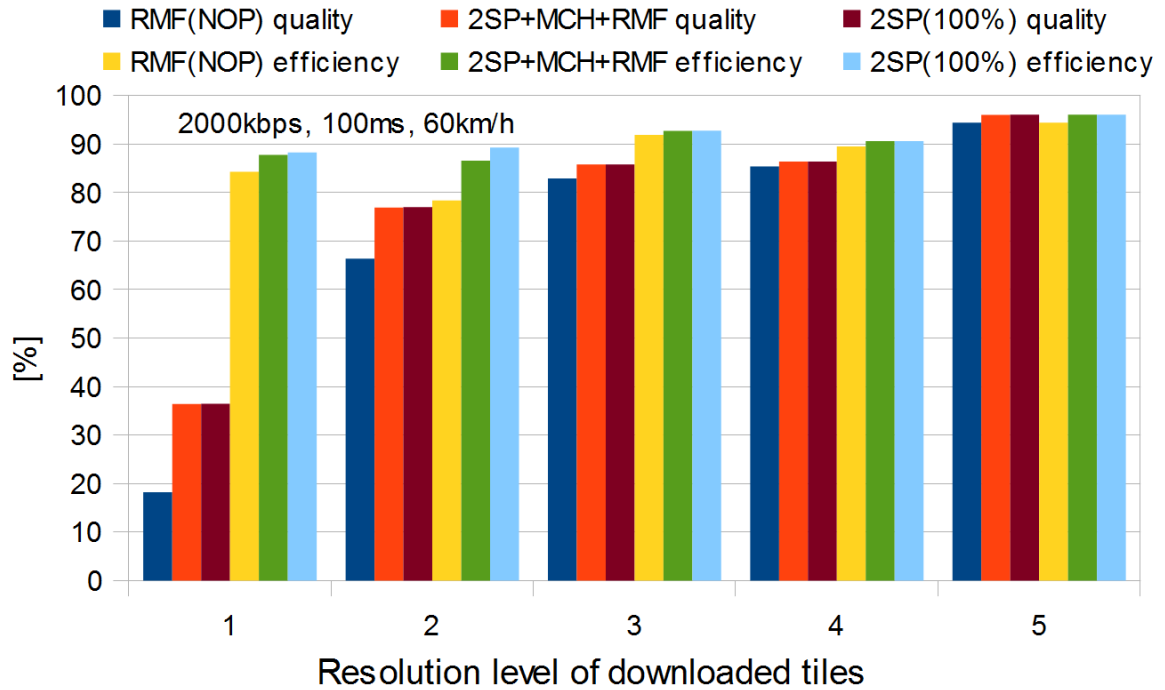 RMF(NOP) quality 2SP+MCH+RMF quality 2SP(100%) quality
RMF(NOP) efficiency 2SP+MCH+RMF efficiency 2SP(100%) efficiency
2000kbps, 100ms, 60km/h
100
90
80
70
60
50
40
30
20
10
0
[%]
1 2 3 4 5
Resolution level of downloaded tiles